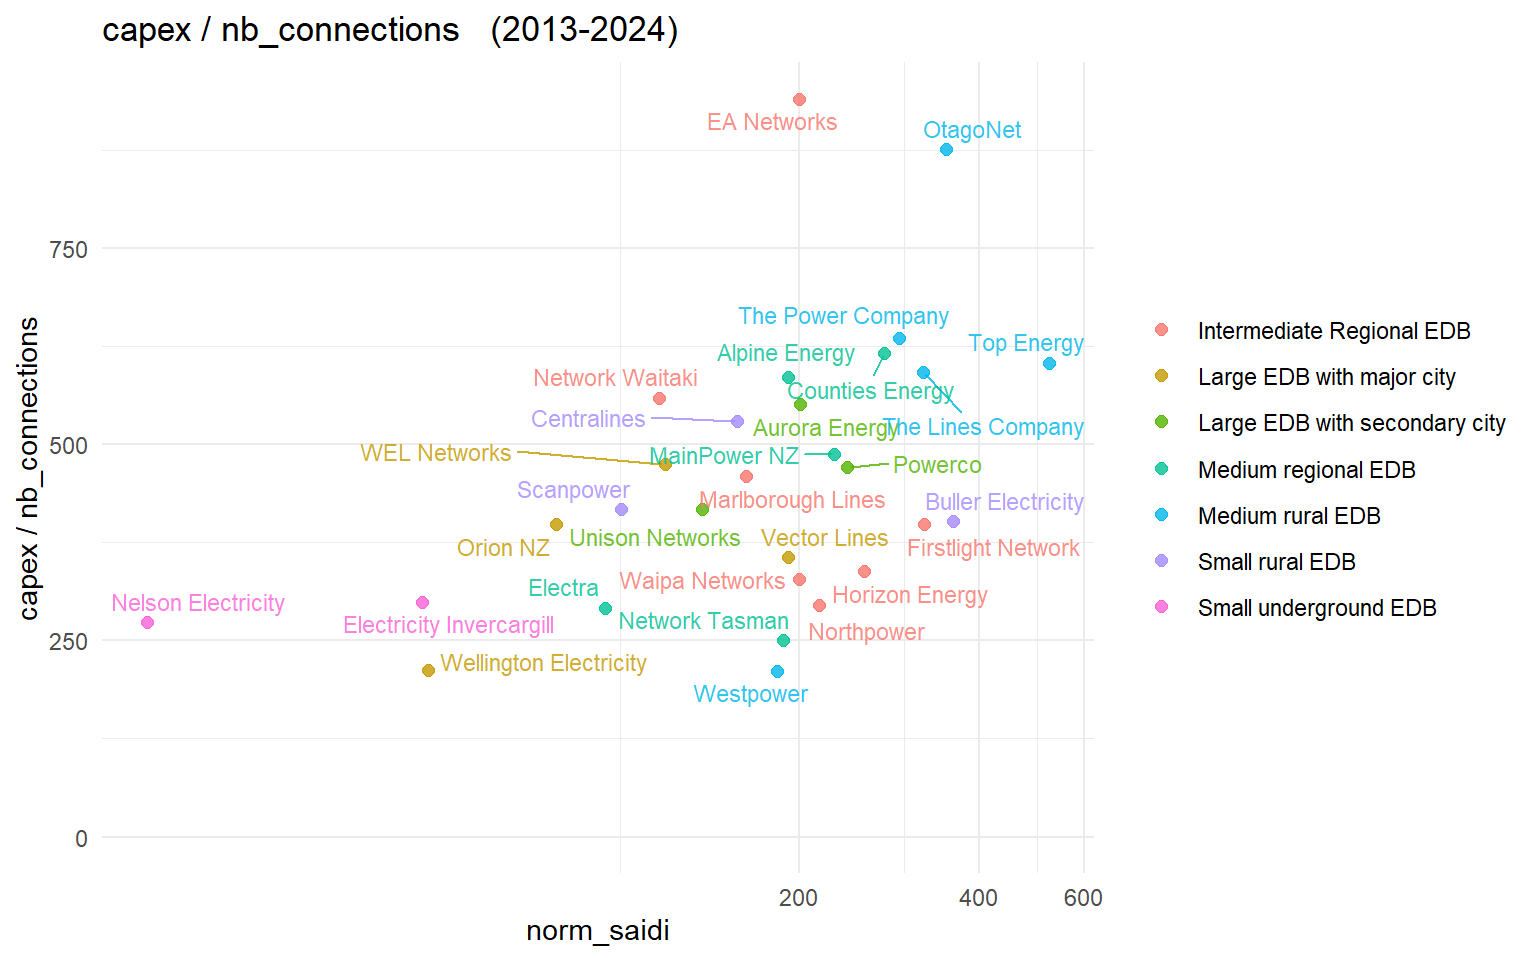 capex / nb_connections (2013-2024)
EA Networks
OtagoNet
750
The Power Company
Top Energy
Alpine Energy
Network Waitaki
Counties Energy
Centralines
Aurora Energy
The Lines Company
500
WEL Networks
MainPower NZ
Powerco
Scanpower
Marlborough Lines
Buller Electricity
Orion NZ
Unison Networks
Vector Lines
Firstlight Network
Waipa Networks
Electra
Horizon Energy
Nelson Electricity
Electricity Invercargill
Network Tasman
Northpower
250
Wellington Electricity
Westpower
0
200
400
600
norm_saidi
capex / nb_connections
Intermediate Regional EDB
Large EDB with major city
Large EDB with secondary city
Medium regional EDB
Medium rural EDB
Small rural EDB
Small underground EDB